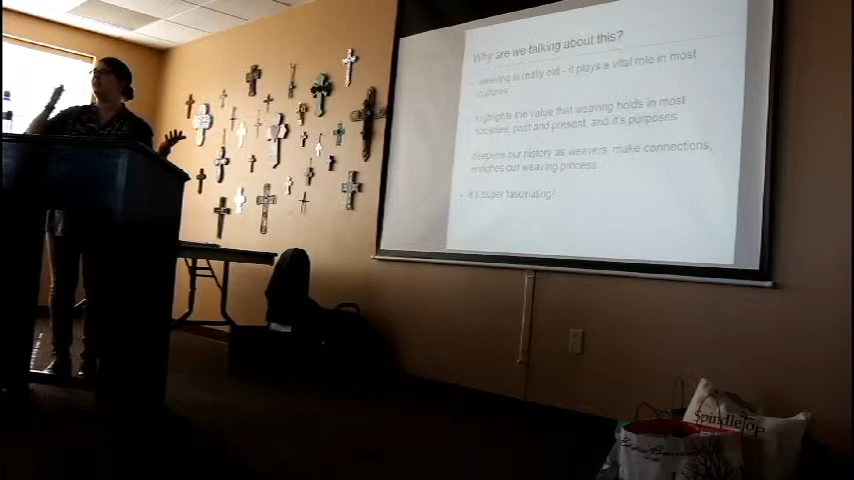 Why are we talking about this?
- weaving is really old - it plays a vital role in most
cultures
highlights the value that weaving holds in most
societies, past and present, and it's purposes
deepens our history as weavers, make connections,
enriches our weaving process
- It's super fascinating!
SpindleTop